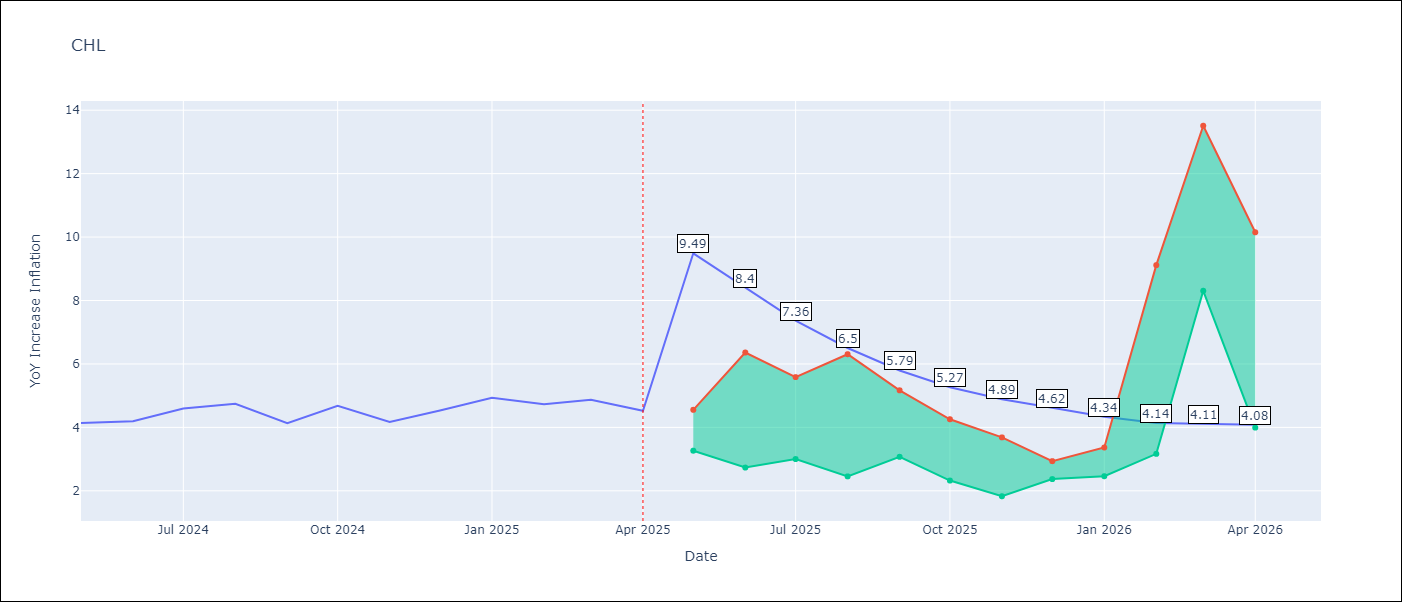 CHL
YoY Increase Inflation
14
12
10
8
6
4
2
9.49
8.4
7.36
6.5
5.79
5.27
4.89
4.62
4.34
4.14
4.11
4.08
Jul 2024
Oct 2024
Jan 2025
Apr 2025
Jul 2025
Oct 2025
Jan 2026
Apr 2026
Date